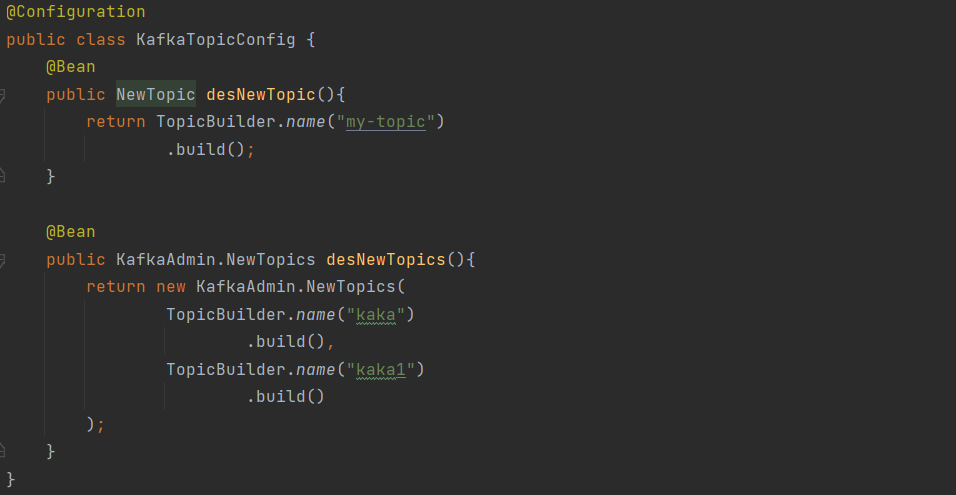 @Configuration
public class KafkaTopicConfig {
    @Bean
    public NewTopic desNewTopic(){
        return TopicBuilder.name("my-topic")
                .build();
    }

    @Bean
    public KafkaAdmin.NewTopics desNewTopics(){
        return new KafkaAdmin.NewTopics(
                TopicBuilder.name("kaka")
                        .build(),
                TopicBuilder.name("kaka1")
                        .build()
        );
    }
}